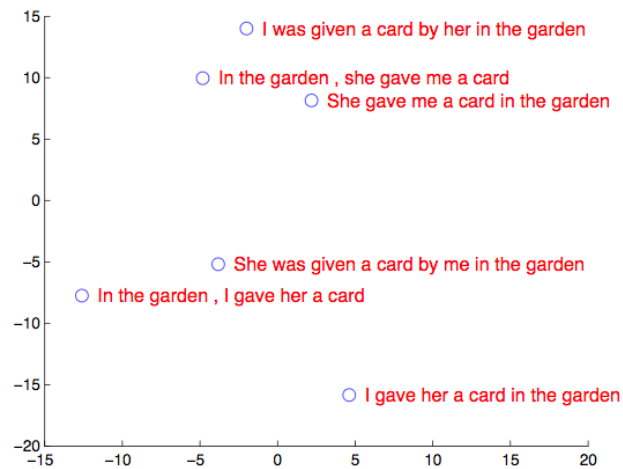 15
I was given a card by her in the garden
10
In the garden , she gave me a card
She gave me a card in the garden
5
0
−5
She was given a card by me in the garden
In the garden , I gave her a card
−10
−15
I gave her a card in the garden
−20
−15 −10 −5 0 5 10 15 20